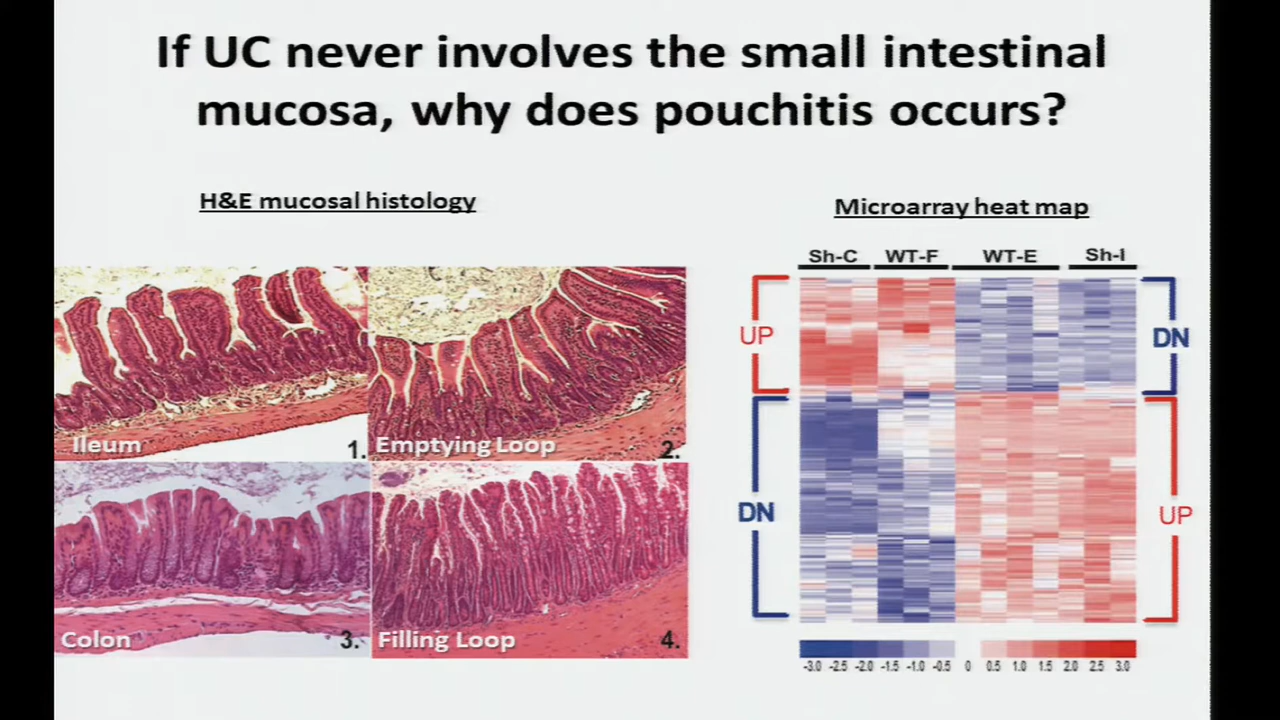 If UC never involves the small intestinal
mucosa, why does pouchitis occurs?
H&E mucosal histology
Ileum
1.
Emptying Loop
2.
Colon
3.
Filling Loop
4.
Microarray heat map
Sh-C WT-F WT-E Sh-I
UP
DN
DN
UP
-3.0 -2.5 -2.0 -1.5 -1.0 -0.5 0 0.5 1.0 1.5 2.0 2.5 3.0